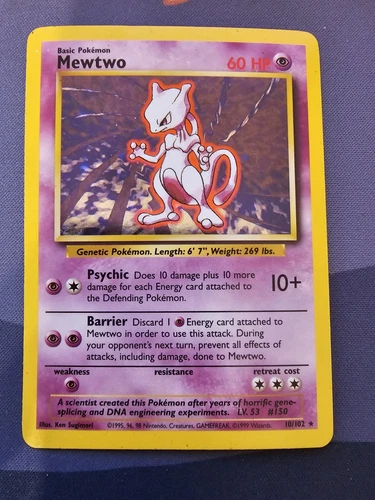 Basic Pokémon
Mewtwo 60 HP
Genetic Pokémon. Length: 6' 7", Weight: 269 lbs.
Psychic Does 10 damage plus 10 more
damage for each Energy card attached to
the Defending Pokémon.
10+
Barrier Discard 1 Energy card attached to
Mewtwo in order to use this attack. During
your opponent's next turn, prevent all effects of
attacks, including damage, done to Mewtwo.
weakness resistance retreat cost
A scientist created this Pokémon after years of horrific gene-
splicing and DNA engineering experiments. LV. 53 #150
Illus. Ken Sugimori ©1995, 96, 98 Nintendo, Creatures, GAMEFREAK. ©1999 Wizards. 10/102